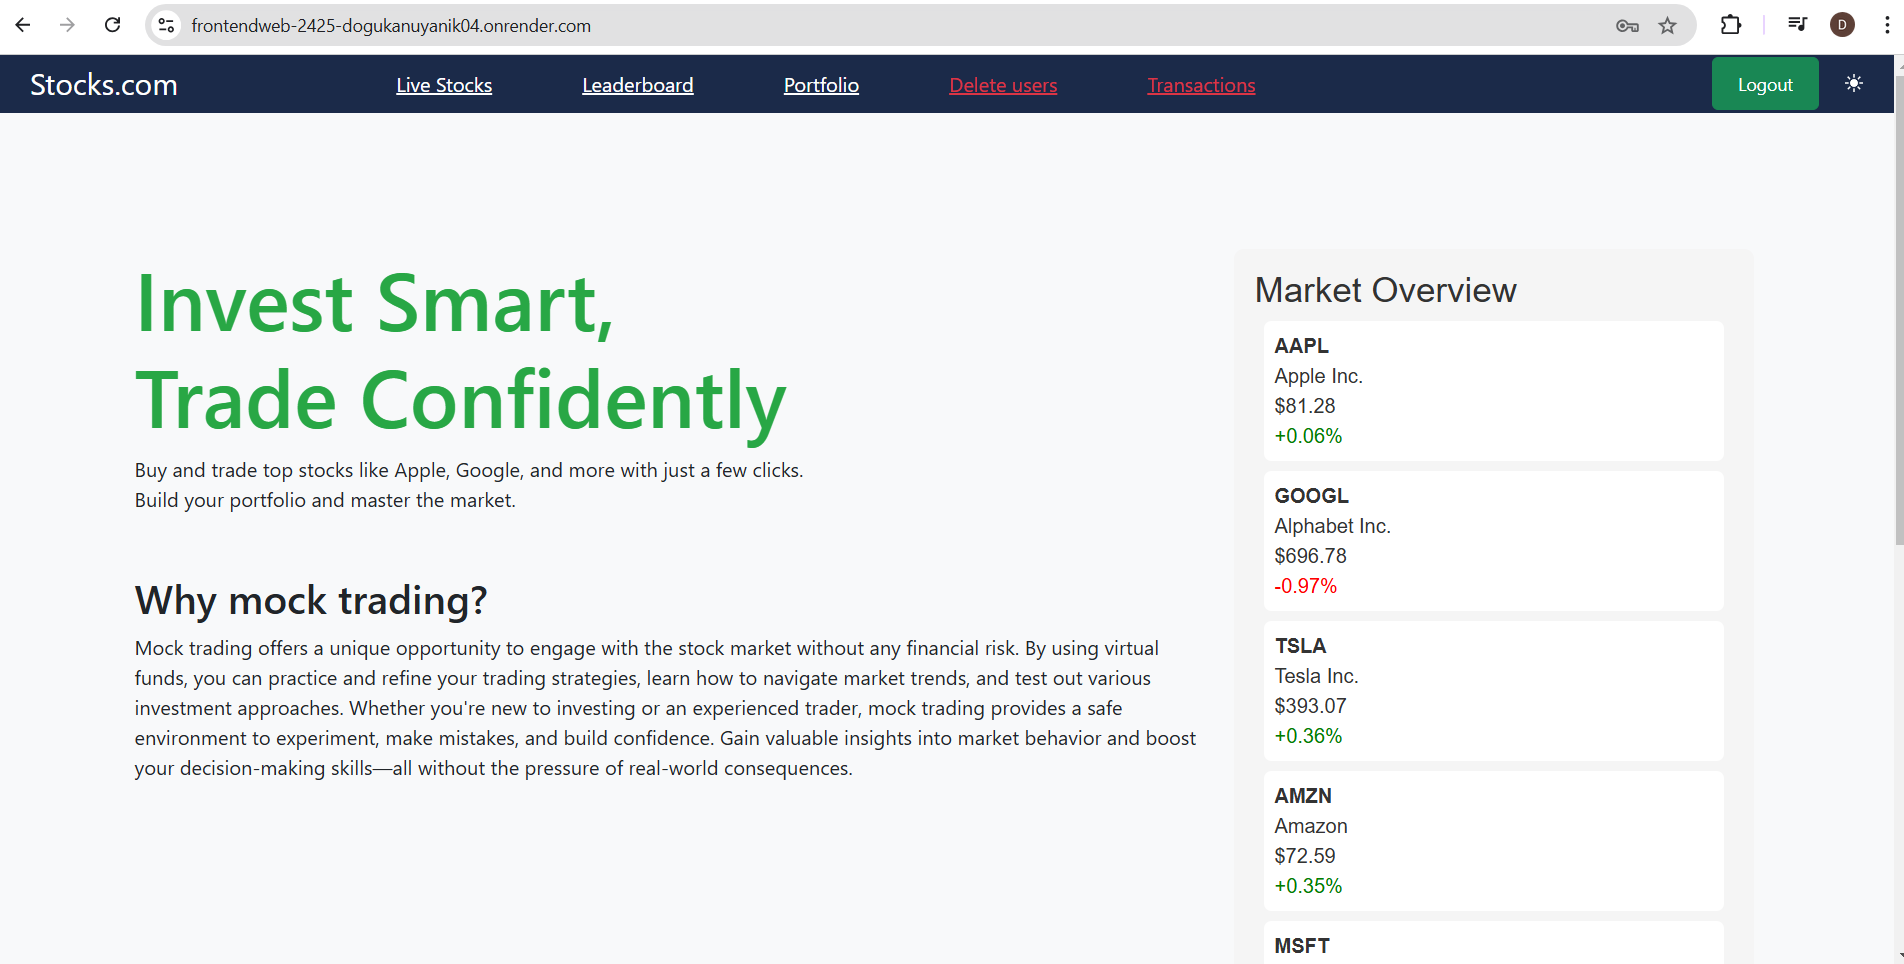 frontendweb-2425-dogukanuyanik04.onrender.com
D
Stocks.com
Live Stocks
Leaderboard
Portfolio
Delete users
Transactions
Logout
Invest Smart,
Trade Confidently
Buy and trade top stocks like Apple, Google, and more with just a few clicks.
Build your portfolio and master the market.
Why mock trading?
Mock trading offers a unique opportunity to engage with the stock market without any financial risk. By using virtual
funds, you can practice and refine your trading strategies, learn how to navigate market trends, and test out various
investment approaches. Whether you're new to investing or an experienced trader, mock trading provides a safe
environment to experiment, make mistakes, and build confidence. Gain valuable insights into market behavior and boost
your decision-making skills—all without the pressure of real-world consequences.
Market Overview
AAPL
Apple Inc.
$81.28
+0.06%
GOOGL
Alphabet Inc.
$696.78
-0.97%
TSLA
Tesla Inc.
$393.07
+0.36%
AMZN
Amazon
$72.59
+0.35%
MSFT